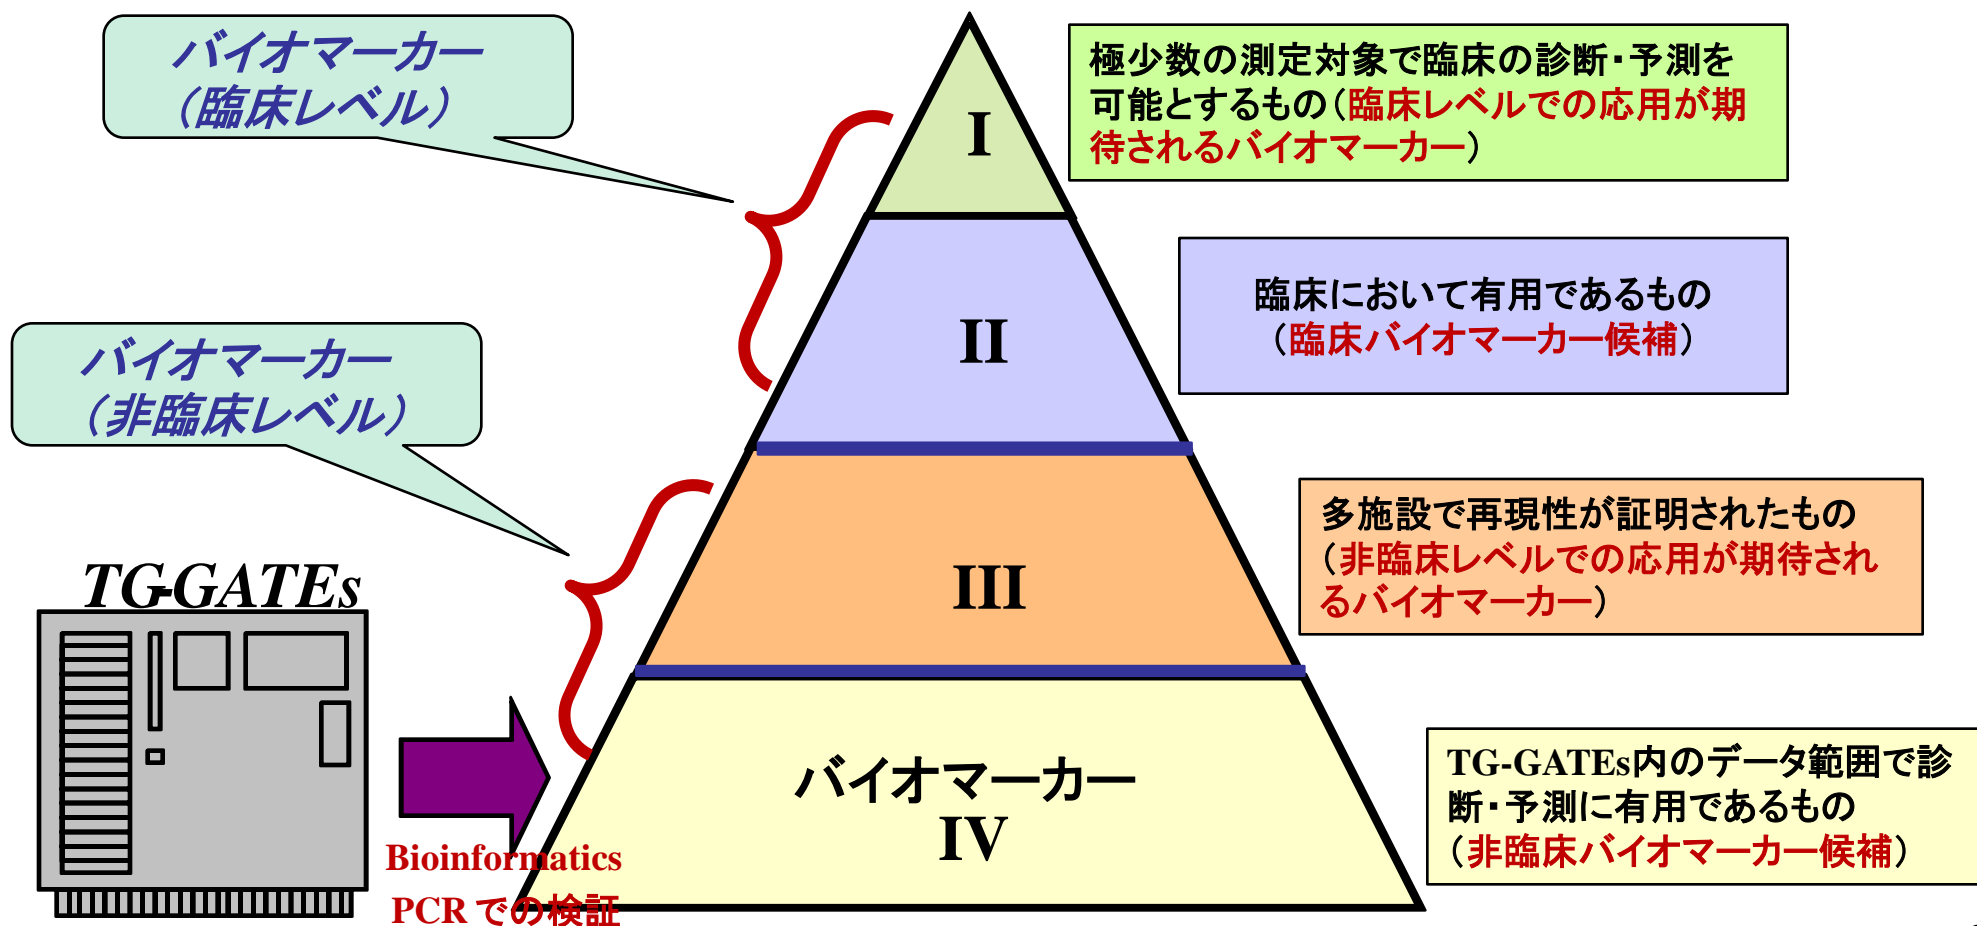 バイオマーカー
（臨床レベル）
極少数の測定対象で臨床の診断・予測を
可能とするもの（臨床レベルでの応用が期
待されるバイオマーカー）
I
臨床において有用であるもの
（臨床バイオマーカー候補）
II
バイオマーカー
（非臨床レベル）
多施設で再現性が証明されたもの
（非臨床レベルでの応用が期待され
るバイオマーカー）
III
TG-GATEs
バイオマーカー
IV
TG-GATEs内のデータ範囲で診
断・予測に有用であるもの
（非臨床バイオマーカー候補）
Bioinformatics
PCR での検証